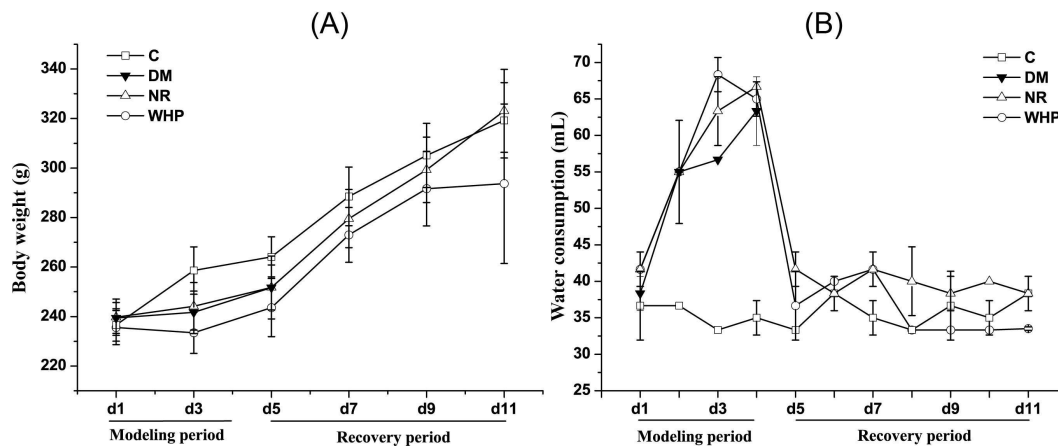 (A)
C
DM
NR
WHP
Body weight (g)
340
320
300
280
260
240
220
d1 d3 d5 d7 d9 d11
Modeling period Recovery period
(B)
C
DM
NR
WHP
Water consumption (mL)
70
65
60
55
50
45
40
35
30
25
d1 d3 d5 d7 d9 d11
Modeling period Recovery period